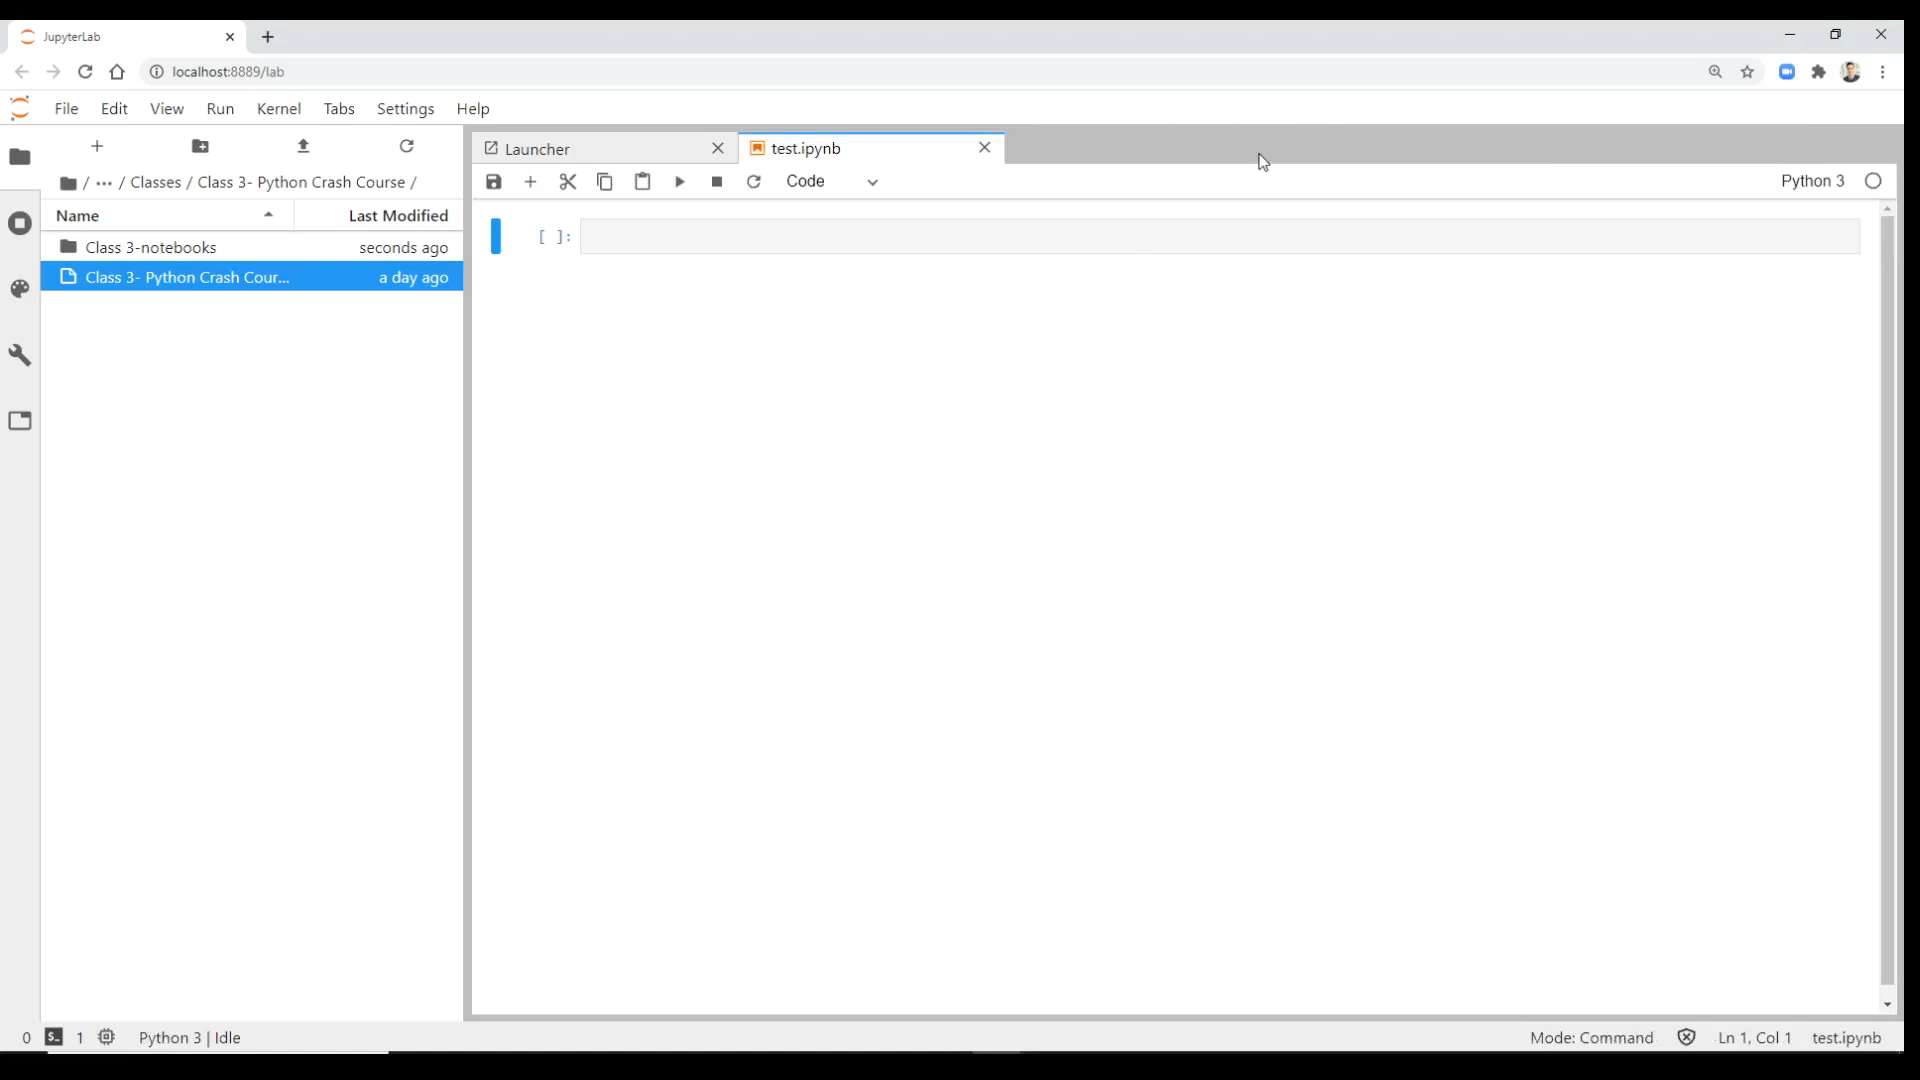 JupyterLab
localhost:8889/lab
File Edit View Run Kernel Tabs Settings Help
/ ··· / Classes / Class 3- Python Crash Course /
Name Last Modified
Class 3-notebooks seconds ago
Class 3- Python Crash Cour... a day ago
Launcher
test.ipynb
Code
Python 3
[ ]:
0 $_ 1 Python 3 | Idle
Mode: Command Ln 1, Col 1 test.ipynb